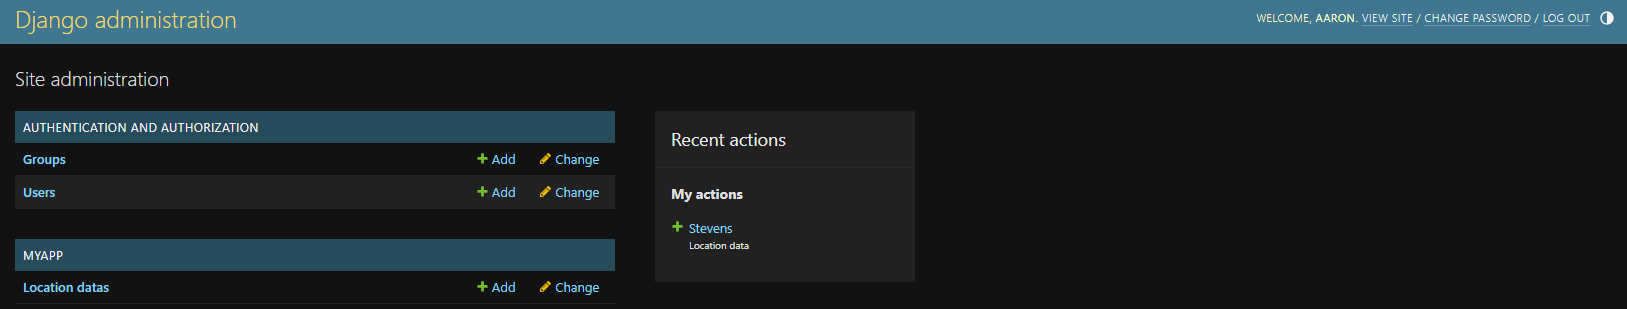 Django administration
WELCOME, AARON. VIEW SITE / CHANGE PASSWORD / LOG OUT
Site administration
AUTHENTICATION AND AUTHORIZATION
Groups Add Change
Users Add Change
MYAPP
Location datas Add Change
Recent actions
My actions
Stevens
Location data